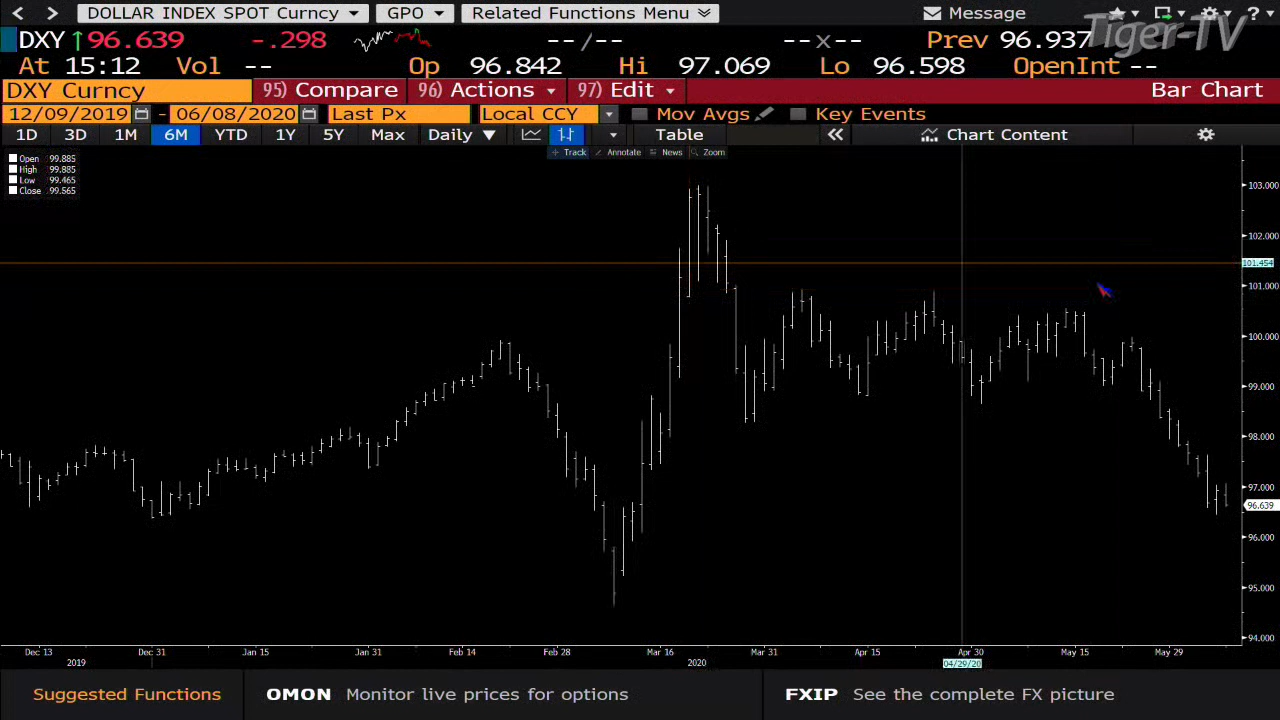 DOLLAR INDEX SPOT Curncy GPO Related Functions Menu Message
Tiger-TV
DXY 96.639 -.298 --/-- --x-- Prev 96.937
At 15:12 Vol -- Op 96.842 Hi 97.069 Lo 96.598 OpenInt --
DXY Curncy 95) Compare 96) Actions 97) Edit Bar Chart
12/09/2019 - 06/08/2020 Last Px Local CCY Mov Avgs Key Events
1D 3D 1M 6M YTD 1Y 5Y Max Daily Table Chart Content
Track Annotate News Zoom
Open 99.885
High 99.885
Low 99.465
Close 99.565
103.000
102.000
101.454
101.000
100.000
99.000
98.000
97.000
96.639
96.000
95.000
94.000
Dec 13 Dec 31 Jan 15 Jan 31 Feb 14 Feb 28 Mar 16 Mar 31 Apr 15 Apr 30 May 15 May 29
2019 2020 04/29/20
Suggested Functions OMON Monitor live prices for options FXIP See the complete FX picture